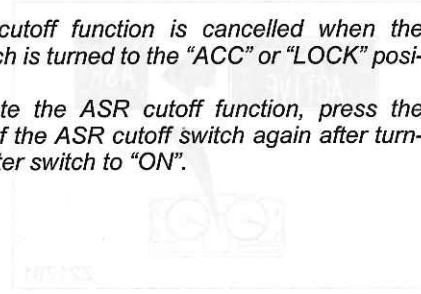 cutoff function is cancelled when the
ch is turned to the “ACC” or “LOCK” posi-
te the ASR cutoff function, press the
f the ASR cutoff switch again after turn-
ter switch to “ON”.